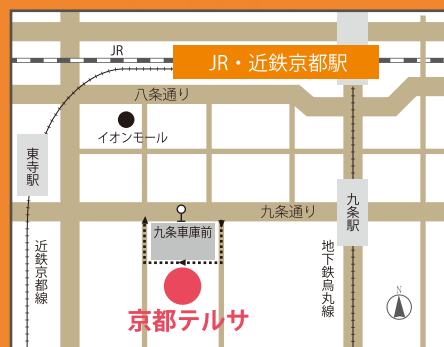 JR
JR・近鉄京都駅
八条通り
イオンモール
東寺駅
九条通り
九条駅
九条車庫前
近鉄京都線
地下鉄烏丸線
京都テルサ
N